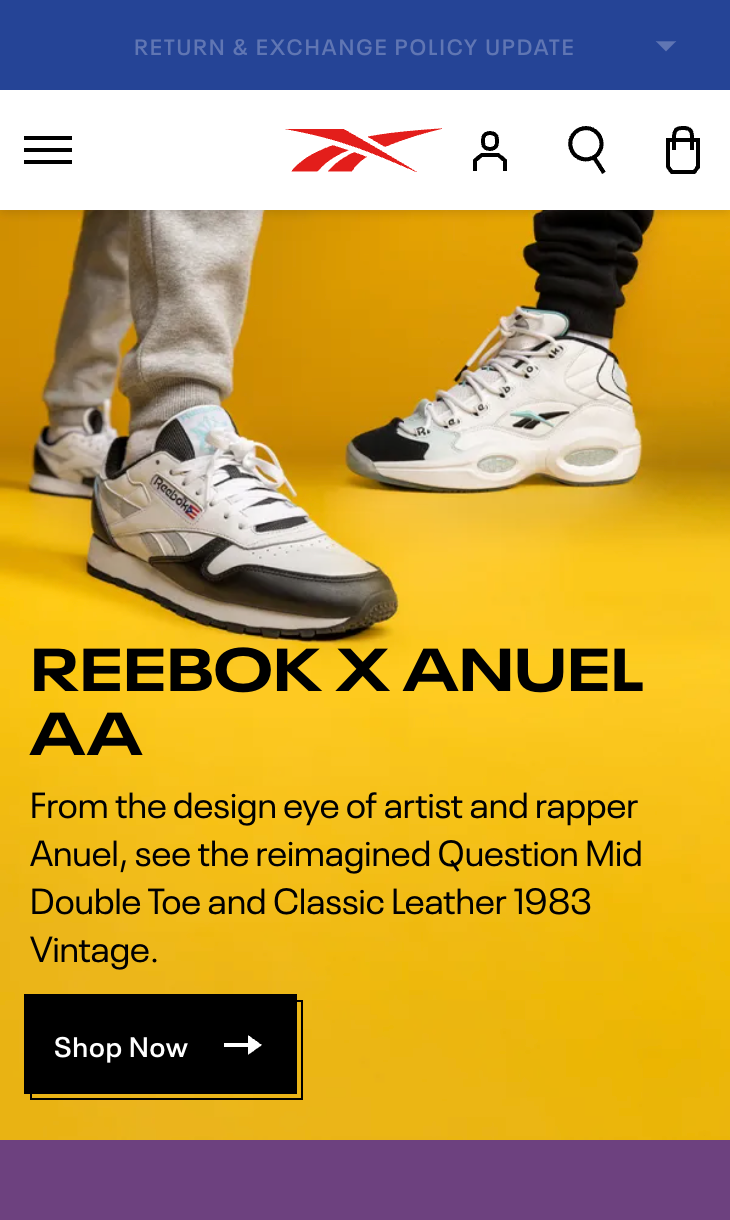 RETURN & EXCHANGE POLICY UPDATE
Reebok
REEBOK X ANUEL
AA
From the design eye of artist and rapper
Anuel, see the reimagined Question Mid
Double Toe and Classic Leather 1983
Vintage.
Shop Now